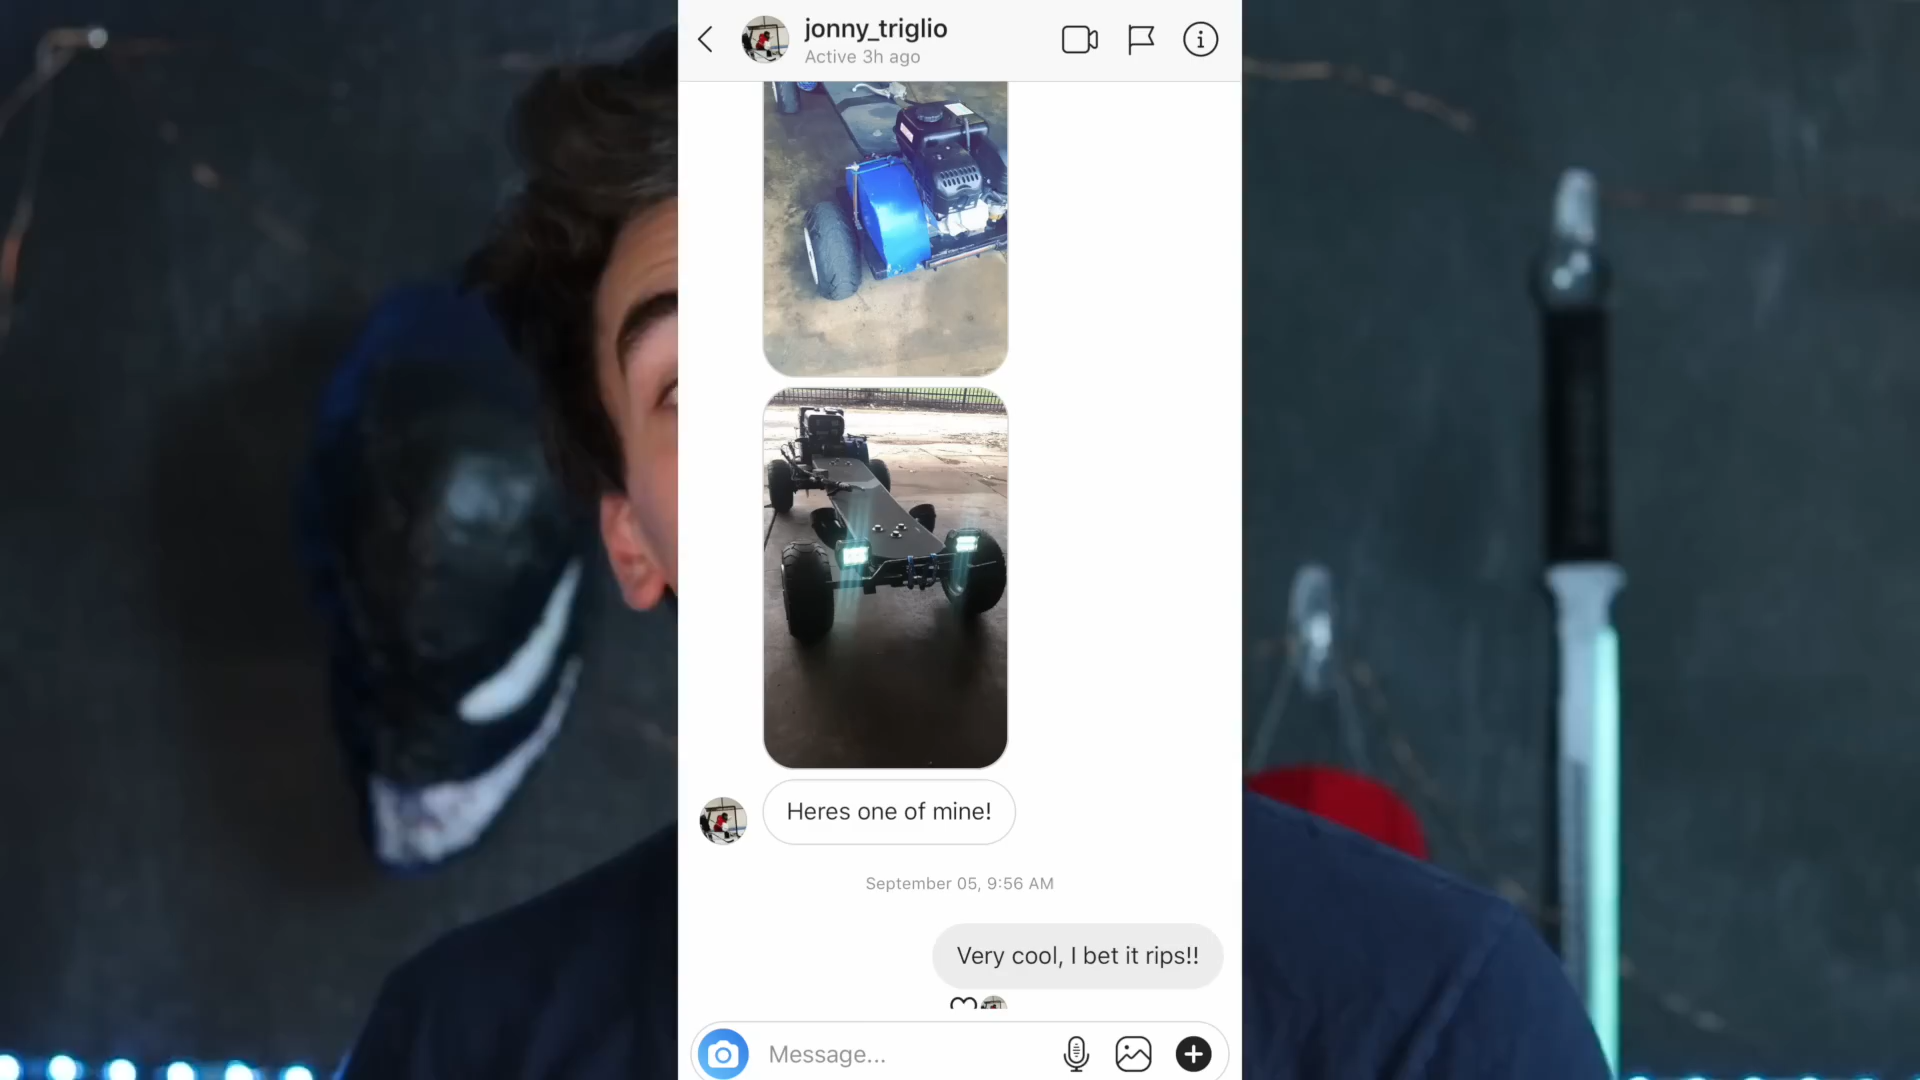 jonny_triglio
Active 3h ago
Heres one of mine!
September 05, 9:56 AM
Very cool, I bet it rips!!
Message...